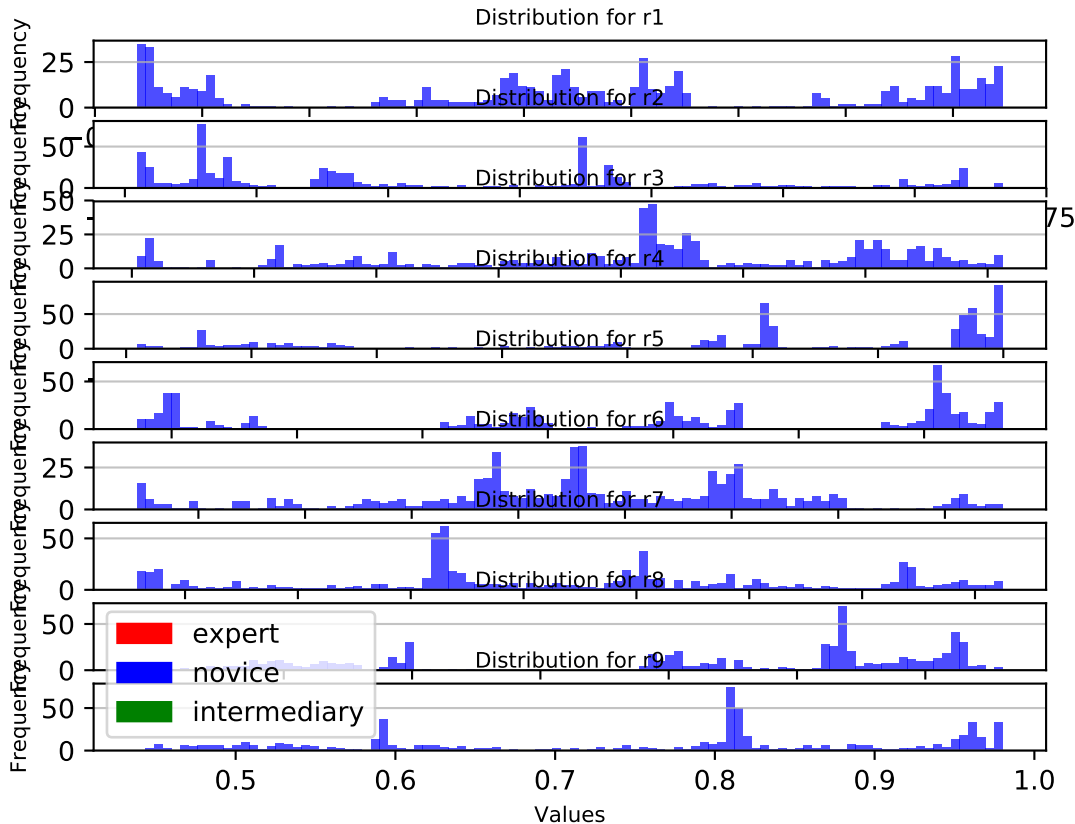 Distribution for r1
Frequency
25
0
Distribution for r2
Frequency
50
0
Distribution for r3
Frequency
50
25
0
75
Distribution for r4
Frequency
50
0
Distribution for r5
Frequency
50
0
Distribution for r6
Frequency
25
0
Distribution for r7
Frequency
50
0
Distribution for r8
Frequency
50
0
expert
novice
intermediary
Distribution for r9
Frequency
50
0
0.5 0.6 0.7 0.8 0.9 1.0
Values